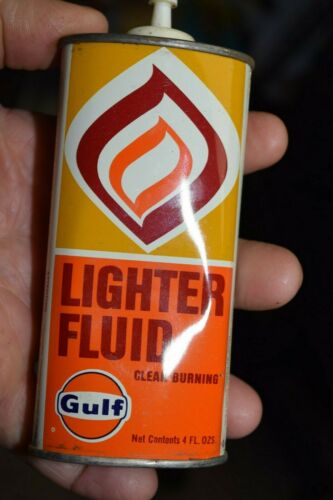 LIGHTER
FLUID
CLEAN BURNING
Gulf
Net Contents 4 FL. OZS.